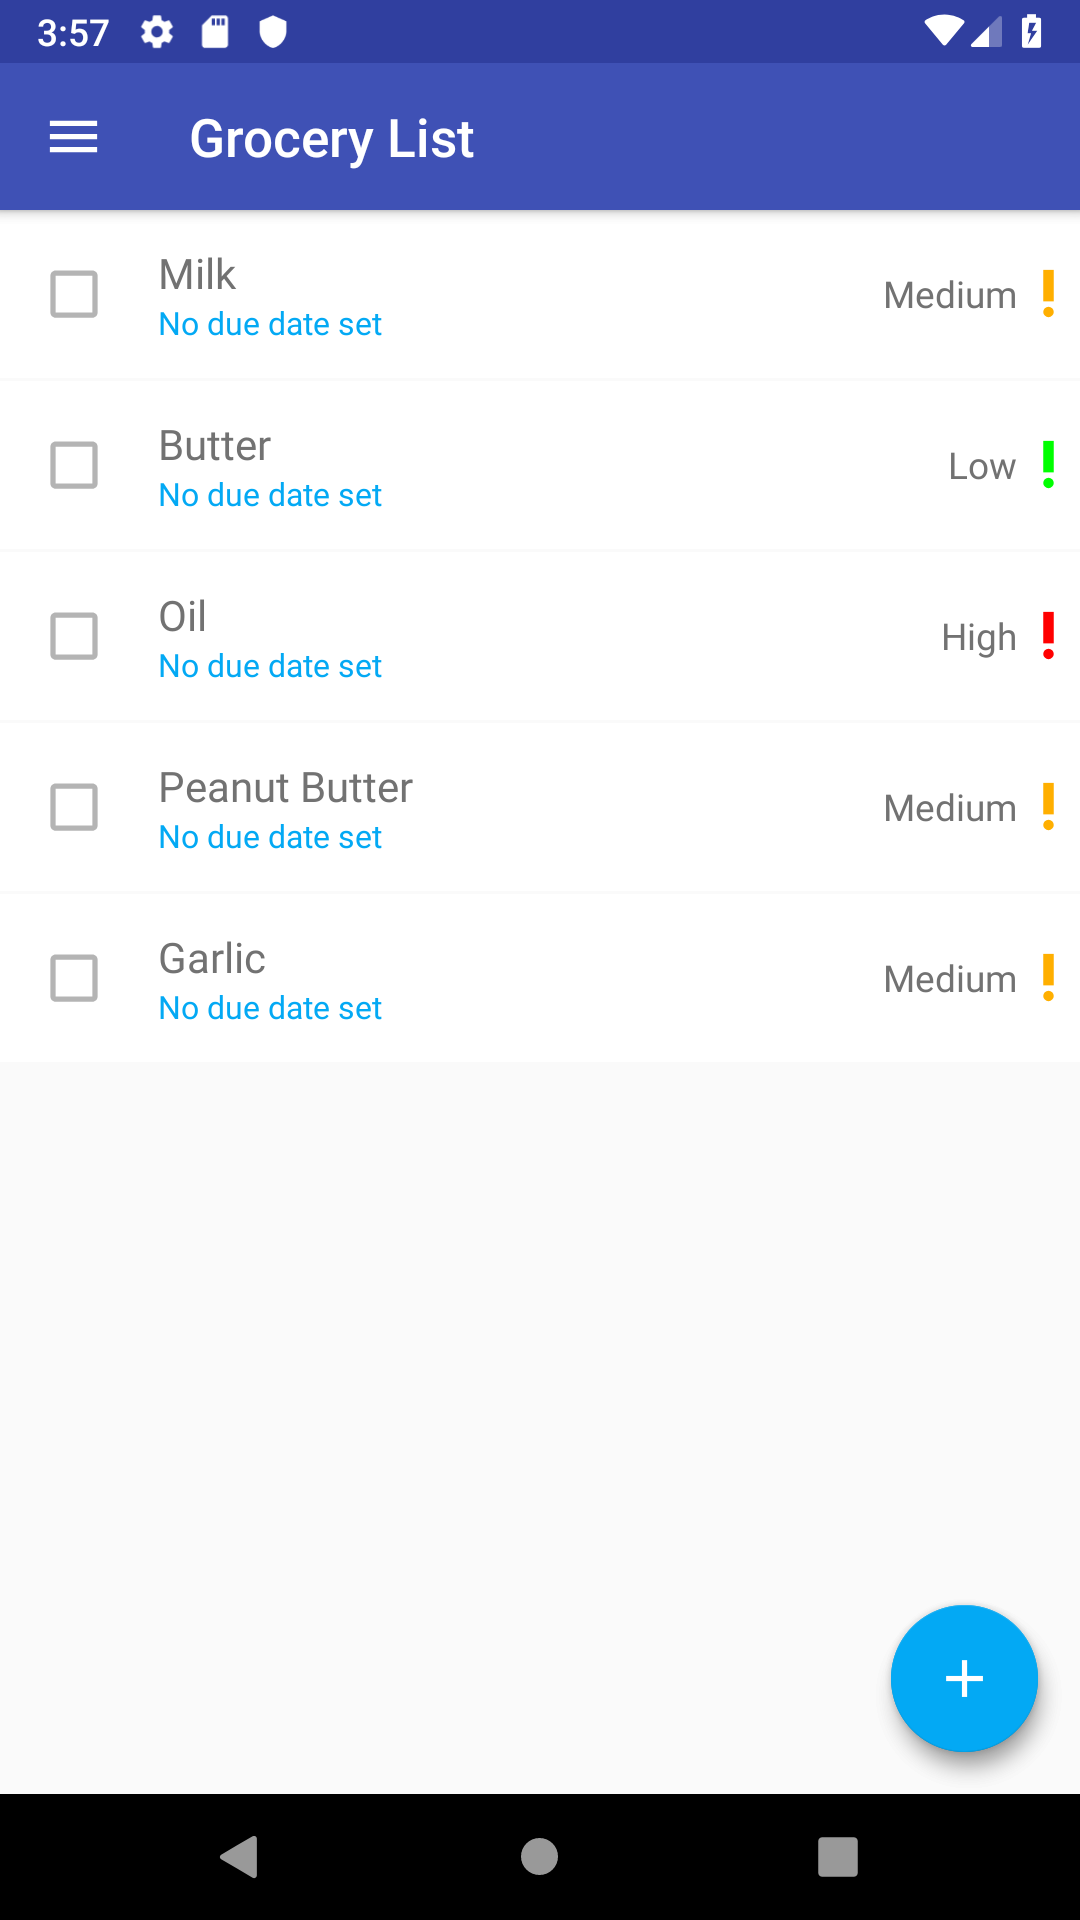 3:57
Grocery List
Milk
No due date set
Medium
Butter
No due date set
Low
Oil
No due date set
High
Peanut Butter
No due date set
Medium
Garlic
No due date set
Medium